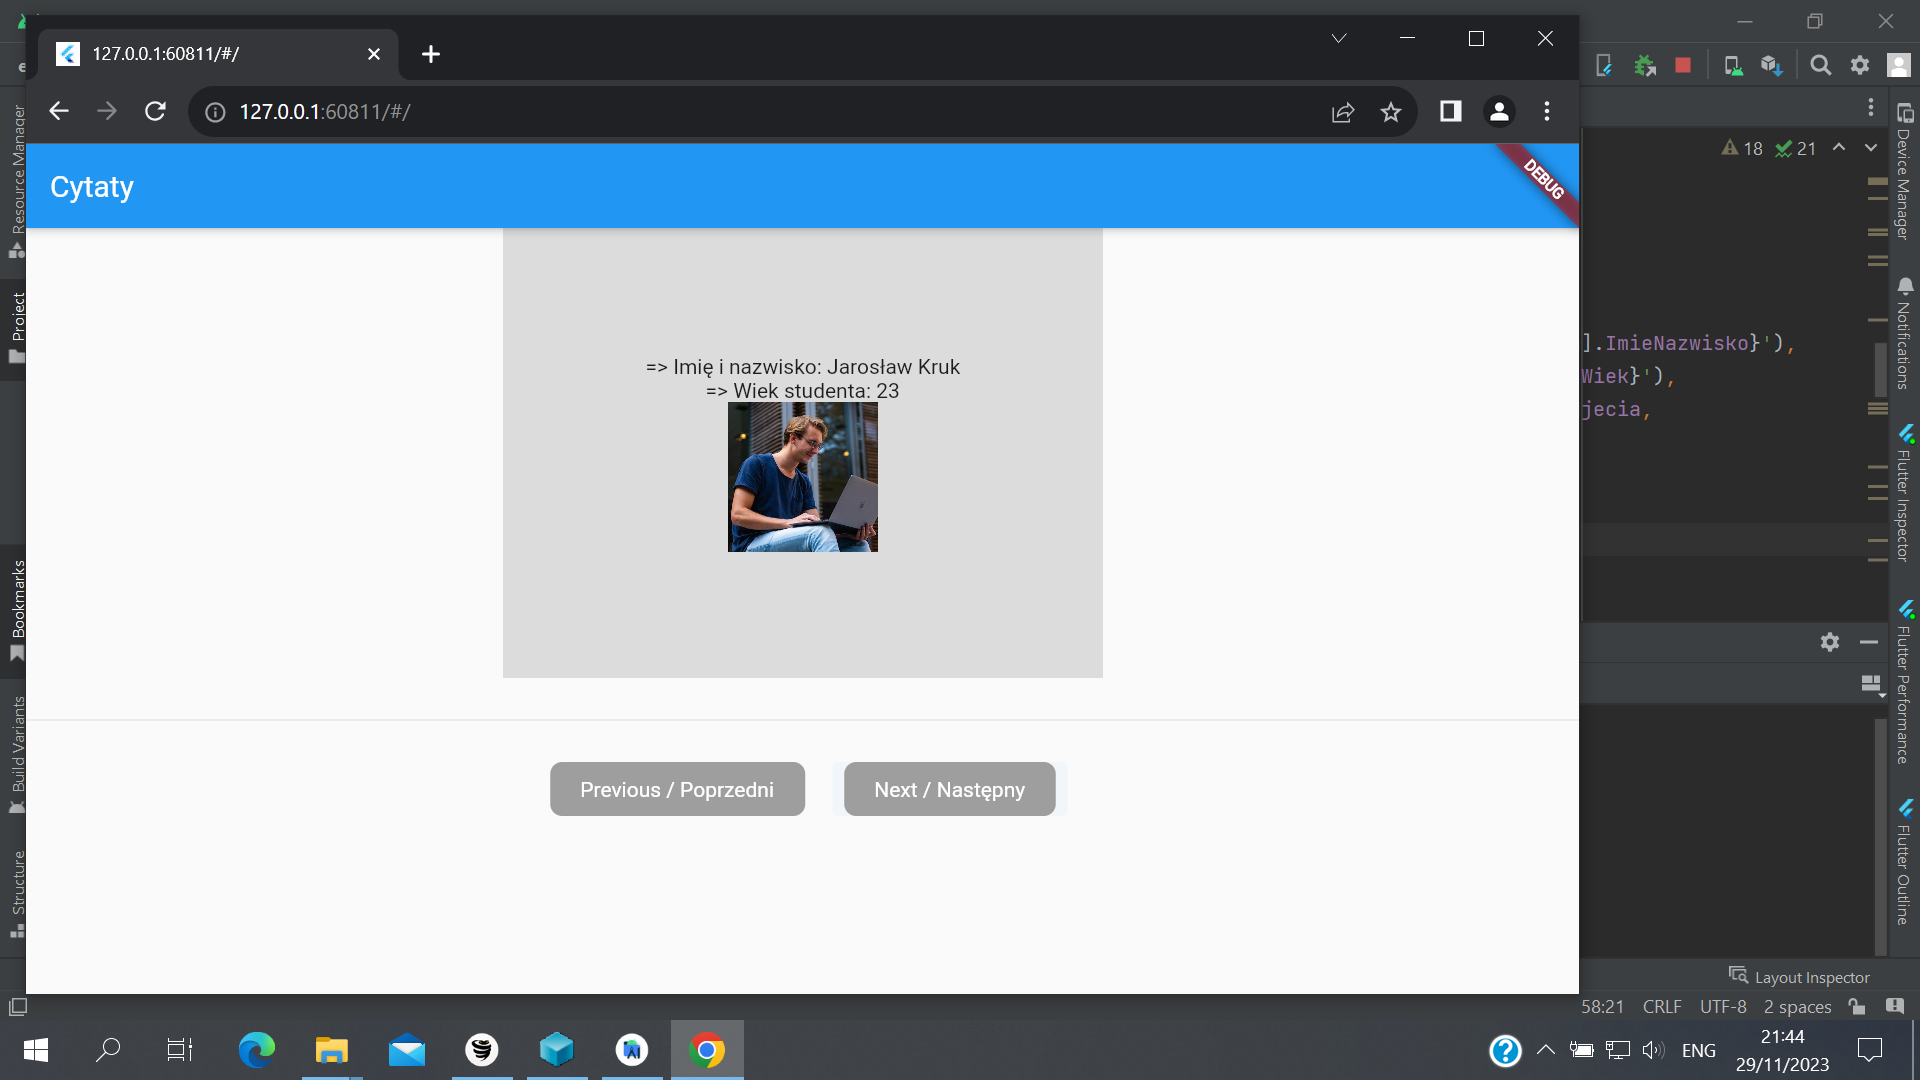 127.0.0.1:60811/#/
127.0.0.1:60811/#/
Cytaty
DEBUG
=> Imię i nazwisko: Jarosław Kruk
=> Wiek studenta: 23
Previous / Poprzedni
Next / Następny
Resource Manager
Project
Bookmarks
Build Variants
Structure
18 21
].ImieNazwisko}'),
Wiek}'),
jecia,
Device Manager
Notifications
Flutter Inspector
Flutter Performance
Flutter Outline
Layout Inspector
58:21 CRLF UTF-8 2 spaces
ENG
21:44
29/11/2023